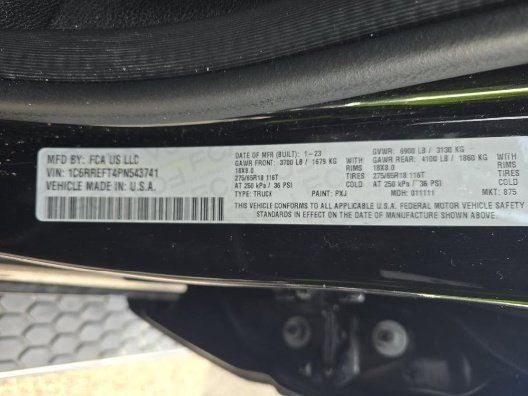 MFD BY: FCA US LLC
VIN: 1C6RREFT4PN543741
VEHICLE MADE IN: U.S.A.
DATE OF MFR (BUILT): 1-23
GAWR FRONT: 3700 LB / 1679 KG WITH
18X8.0 RIMS
275/65R18 116T TIRES
AT 250 kPa / 36 PSI COLD
TYPE: TRUCK PAINT: PXJ
GVWR: 6900 LB / 3130 KG
GAWR REAR: 4100 LB / 1860 KG WITH
18X8.0 RIMS
275/65R18 116T TIRES
AT 250 kPa / 36 PSI COLD
MDH: 011111 MKT: 875
THIS VEHICLE CONFORMS TO ALL APPLICABLE U.S.A. FEDERAL MOTOR VEHICLE SAFETY
STANDARDS IN EFFECT ON THE DATE OF MANUFACTURE SHOWN ABOVE.